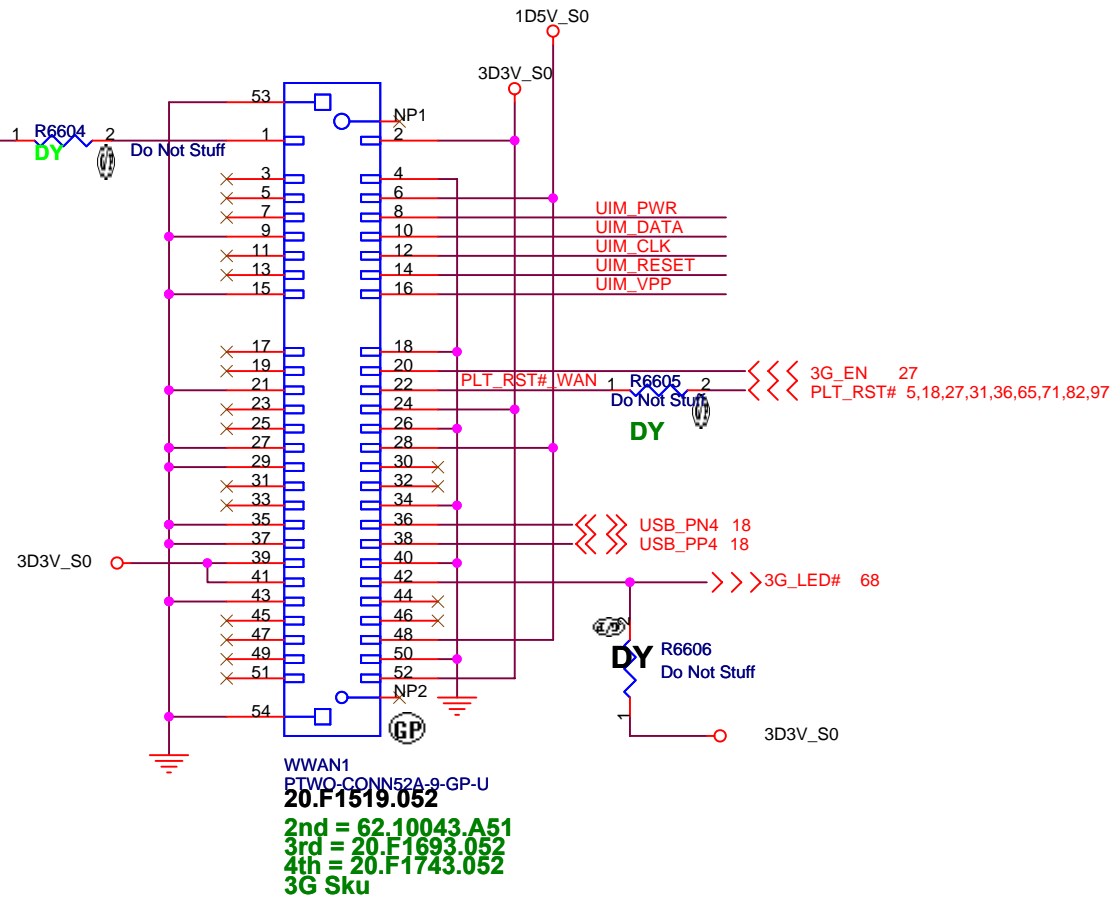 1D5V_S0
3D3V_S0
53
NP1
1 R6604 2
DY
Do Not Stuff
1 2
3 4
5 6
7 8 UIM_PWR
9 10 UIM_DATA
11 12 UIM_CLK
13 14 UIM_RESET
15 16 UIM_VPP
17 18
19 20 3G_EN 27
21 22 PLT_RST#_WAN 1 R6605 2 PLT_RST# 5,18,27,31,36,65,71,82,97
Do Not Stuff
DY
23 24
25 26
27 28
29 30
31 32
33 34
35 36 USB_PN4 18
37 38 USB_PP4 18
3D3V_S0 39 40
41 42 3G_LED# 68
43 44
45 46
47 48
49 50
51 52
2
DY R6606
Do Not Stuff
1
3D3V_S0
NP2
54
GP
WWAN1
PTWO-CONN52A-9-GP-U
20.F1519.052
2nd = 62.10043.A51
3rd = 20.F1693.052
4th = 20.F1743.052
3G Sku